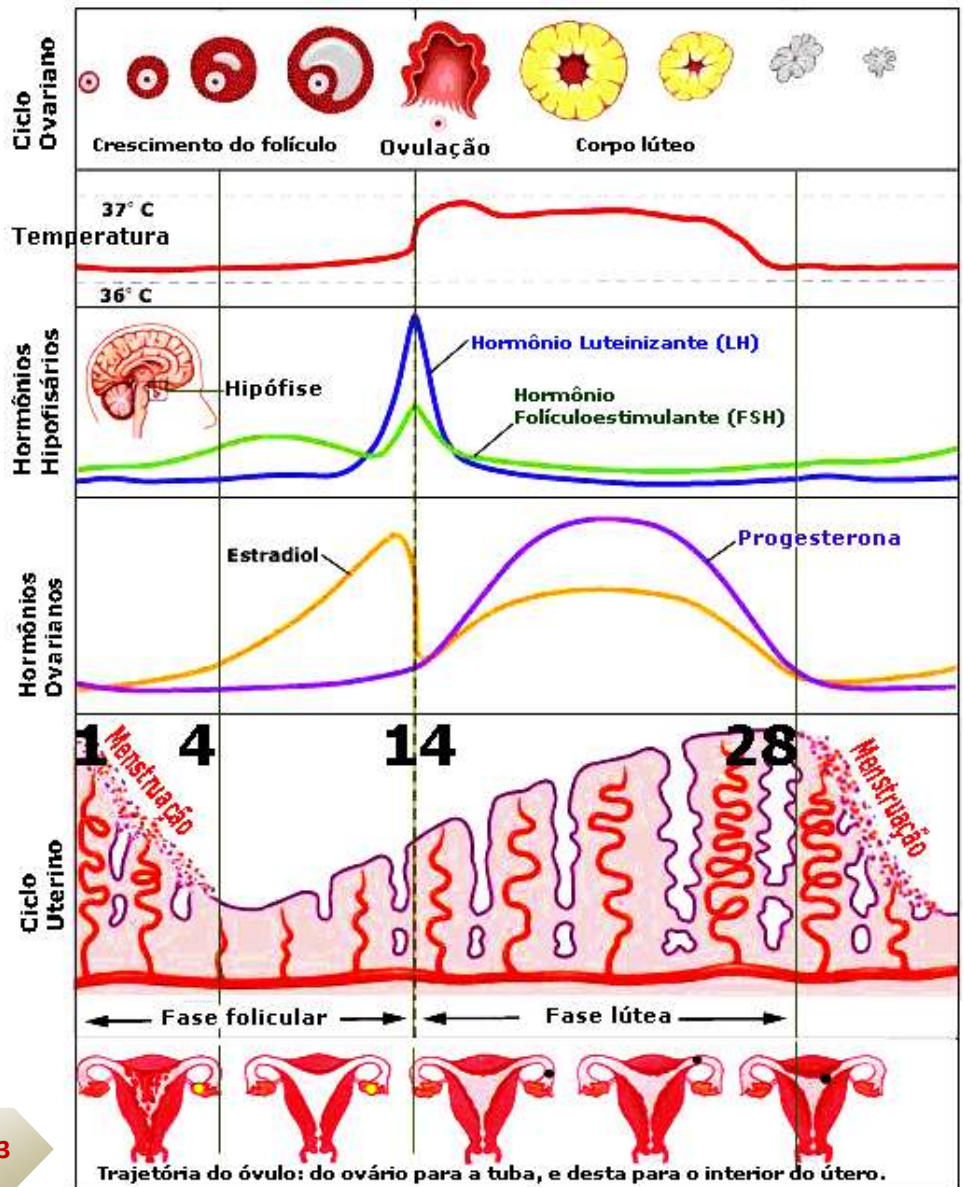 Ciclo
Ovariano
Crescimento do folículo
Ovulação
Corpo lúteo
37° C
Temperatura
36° C
Hormônios
Hipofisários
Hipófise
Hormônio Luteinizante (LH)
Hormônio
Folículoestimulante (FSH)
Hormônios
Ovarianos
Estradiol
Progesterona
Ciclo
Uterino
1 4 14 28
Menstruação
Menstruação
Fase folicular
Fase lútea
3
Trajetória do óvulo: do ovário para a tuba, e desta para o interior do útero.